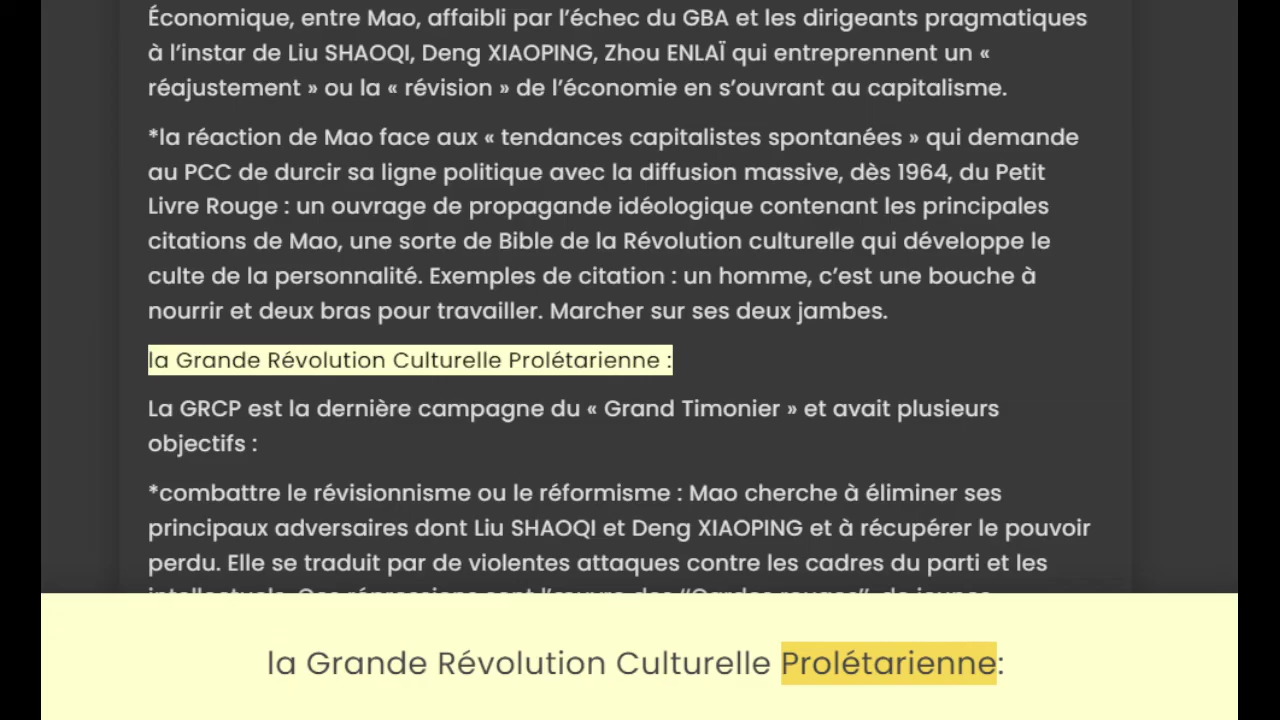 Économique, entre Mao, affaibli par l’échec du GBA et les dirigeants pragmatiques
à l’instar de Liu SHAOQI, Deng XIAOPING, Zhou ENLAÏ qui entreprennent un «
réajustement » ou la « révision » de l’économie en s’ouvrant au capitalisme.
*la réaction de Mao face aux « tendances capitalistes spontanées » qui demande
au PCC de durcir sa ligne politique avec la diffusion massive, dès 1964, du Petit
Livre Rouge : un ouvrage de propagande idéologique contenant les principales
citations de Mao, une sorte de Bible de la Révolution culturelle qui développe le
culte de la personnalité. Exemples de citation : un homme, c’est une bouche à
nourrir et deux bras pour travailler. Marcher sur ses deux jambes.
la Grande Révolution Culturelle Prolétarienne :
La GRCP est la dernière campagne du « Grand Timonier » et avait plusieurs
objectifs :
*combattre le révisionnisme ou le réformisme : Mao cherche à éliminer ses
principaux adversaires dont Liu SHAOQI et Deng XIAOPING et à récupérer le pouvoir
perdu. Elle se traduit par de violentes attaques contre les cadres du parti et les
la Grande Révolution Culturelle Prolétarienne: